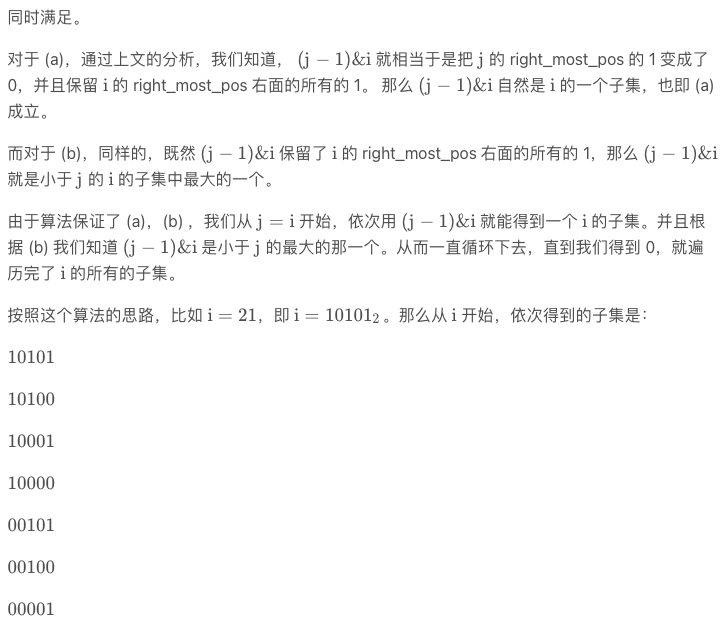 同时满足。
对于 (a)，通过上文的分析，我们知道， (j − 1)&i 就相当于是把 j 的 right_most_pos 的 1 变成了
0，并且保留 i 的 right_most_pos 右面的所有的 1。 那么 (j − 1)&i 自然是 i 的一个子集，也即 (a)
成立。
而对于 (b)，同样的，既然 (j − 1)&i 保留了 i 的 right_most_pos 右面的所有的 1，那么 (j − 1)&i
就是小于 j 的 i 的子集中最大的一个。
由于算法保证了 (a)，(b) ，我们从 j = i 开始，依次用 (j − 1)&i 就能得到一个 i 的子集。并且根
据 (b) 我们知道 (j − 1)&i 是小于 j 的最大的那一个。从而一直循环下去，直到我们得到 0，就遍
历完了 i 的所有的子集。
按照这个算法的思路，比如 i = 21，即 i = 10101₂ 。那么从 i 开始，依次得到的子集是：
10101
10100
10001
10000
00101
00100
00001